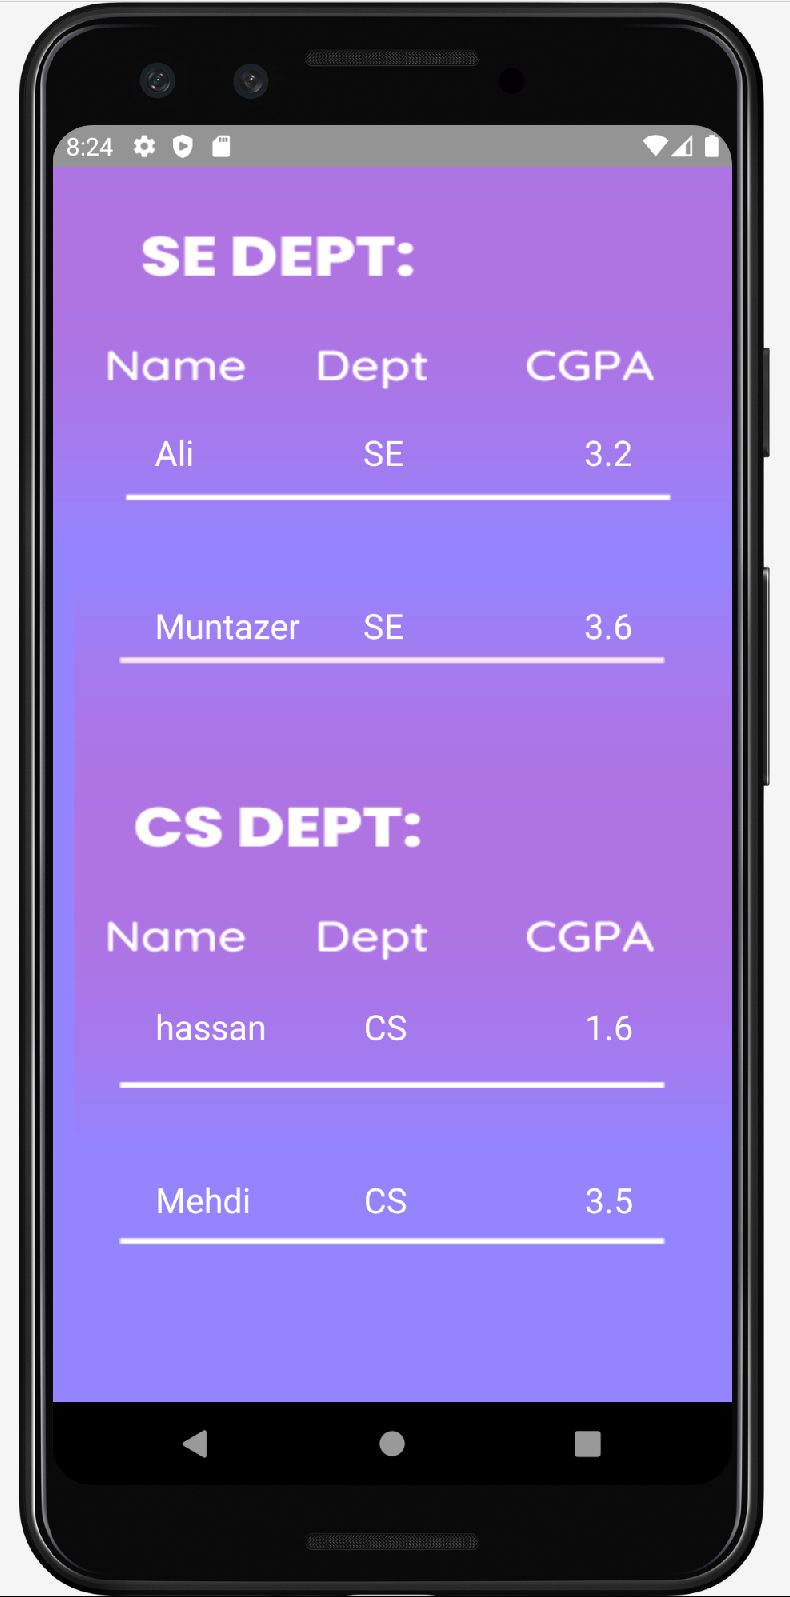 8:24
SE DEPT:
Name Dept CGPA
Ali SE 3.2
Muntazer SE 3.6
CS DEPT:
Name Dept CGPA
hassan CS 1.6
Mehdi CS 3.5